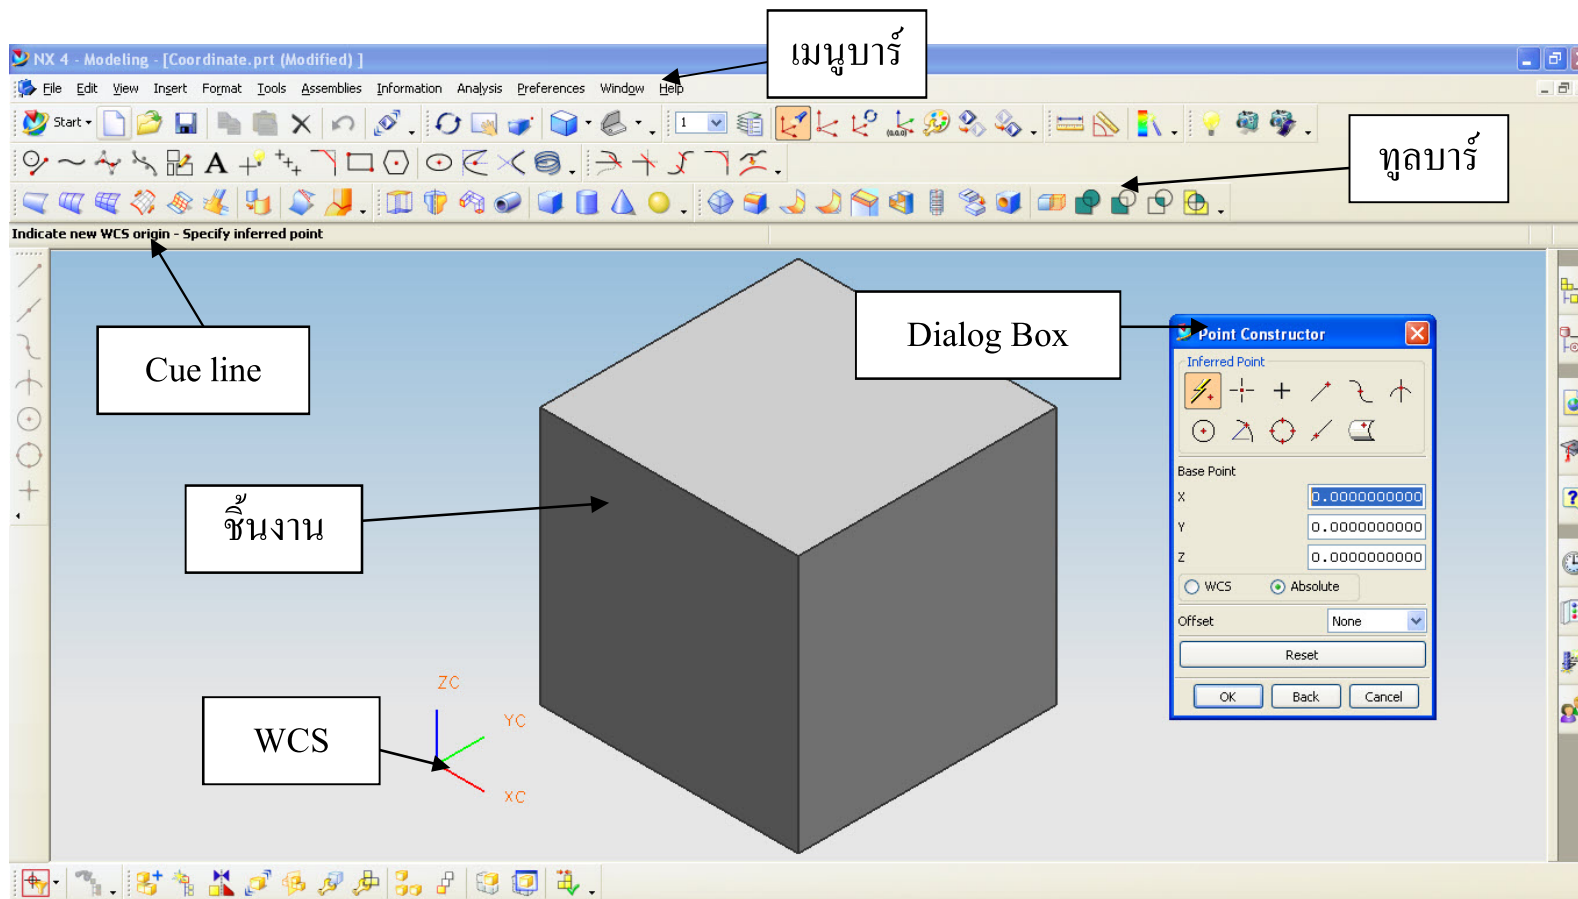 เมนูบาร์
NX 4 - Modeling - [Coordinate.prt (Modified) ]
File Edit View Insert Format Tools Assemblies Information Analysis Preferences Window Help
Start 1
A
ทูลบาร์
Indicate new WCS origin - Specify inferred point
Cue line
Dialog Box
Point Constructor
Inferred Point
Base Point
X 0.0000000000
Y 0.0000000000
Z 0.0000000000
WCS Absolute
Offset None
Reset
OK Back Cancel
ชิ้นงาน
ZC
YC
WCS
XC